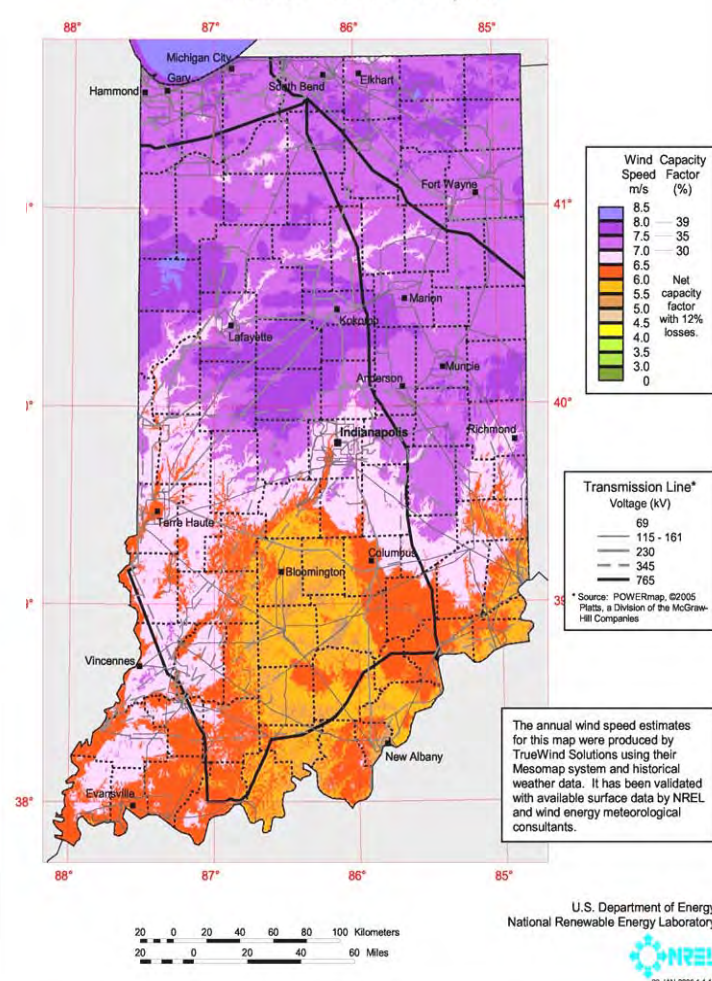 88°
87°
86°
85°
Michigan City
Gary
Hammond
South Bend
Elkhart
Fort Wayne
41°
Marion
Kokomo
Lafayette
Muncie
Anderson
40°
Indianapolis
Richmond
Terre Haute
Columbus
Bloomington
Vincennes
New Albany
Evansville
38°
88°
87°
86°
85°
Wind Capacity
Speed Factor
m/s (%)
8.5
8.0 39
7.5 35
7.0 30
6.5
6.0
5.5
5.0
4.5
4.0
3.5
3.0
0
Net
capacity
factor
with 12%
losses.
Transmission Line*
Voltage (kV)
69
115 - 161
230
345
765
* Source: POWERmap, ©2005
Platts, a Division of the McGraw-
Hill Companies
The annual wind speed estimates
for this map were produced by
TrueWind Solutions using their
Mesomap system and historical
weather data. It has been validated
with available surface data by NREL
and wind energy meteorological
consultants.
20 0 20 40 60 80 100 Kilometers
20 0 20 40 60 Miles
U.S. Department of Energy
National Renewable Energy Laboratory
NREL